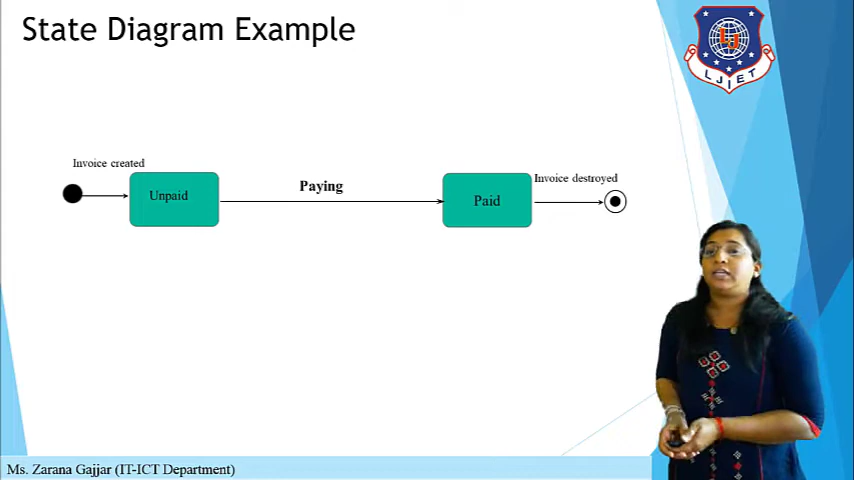 State Diagram Example
LJIET
Invoice created
Unpaid
Paying
Paid
Invoice destroyed
Ms. Zarana Gajjar (IT-ICT Department)